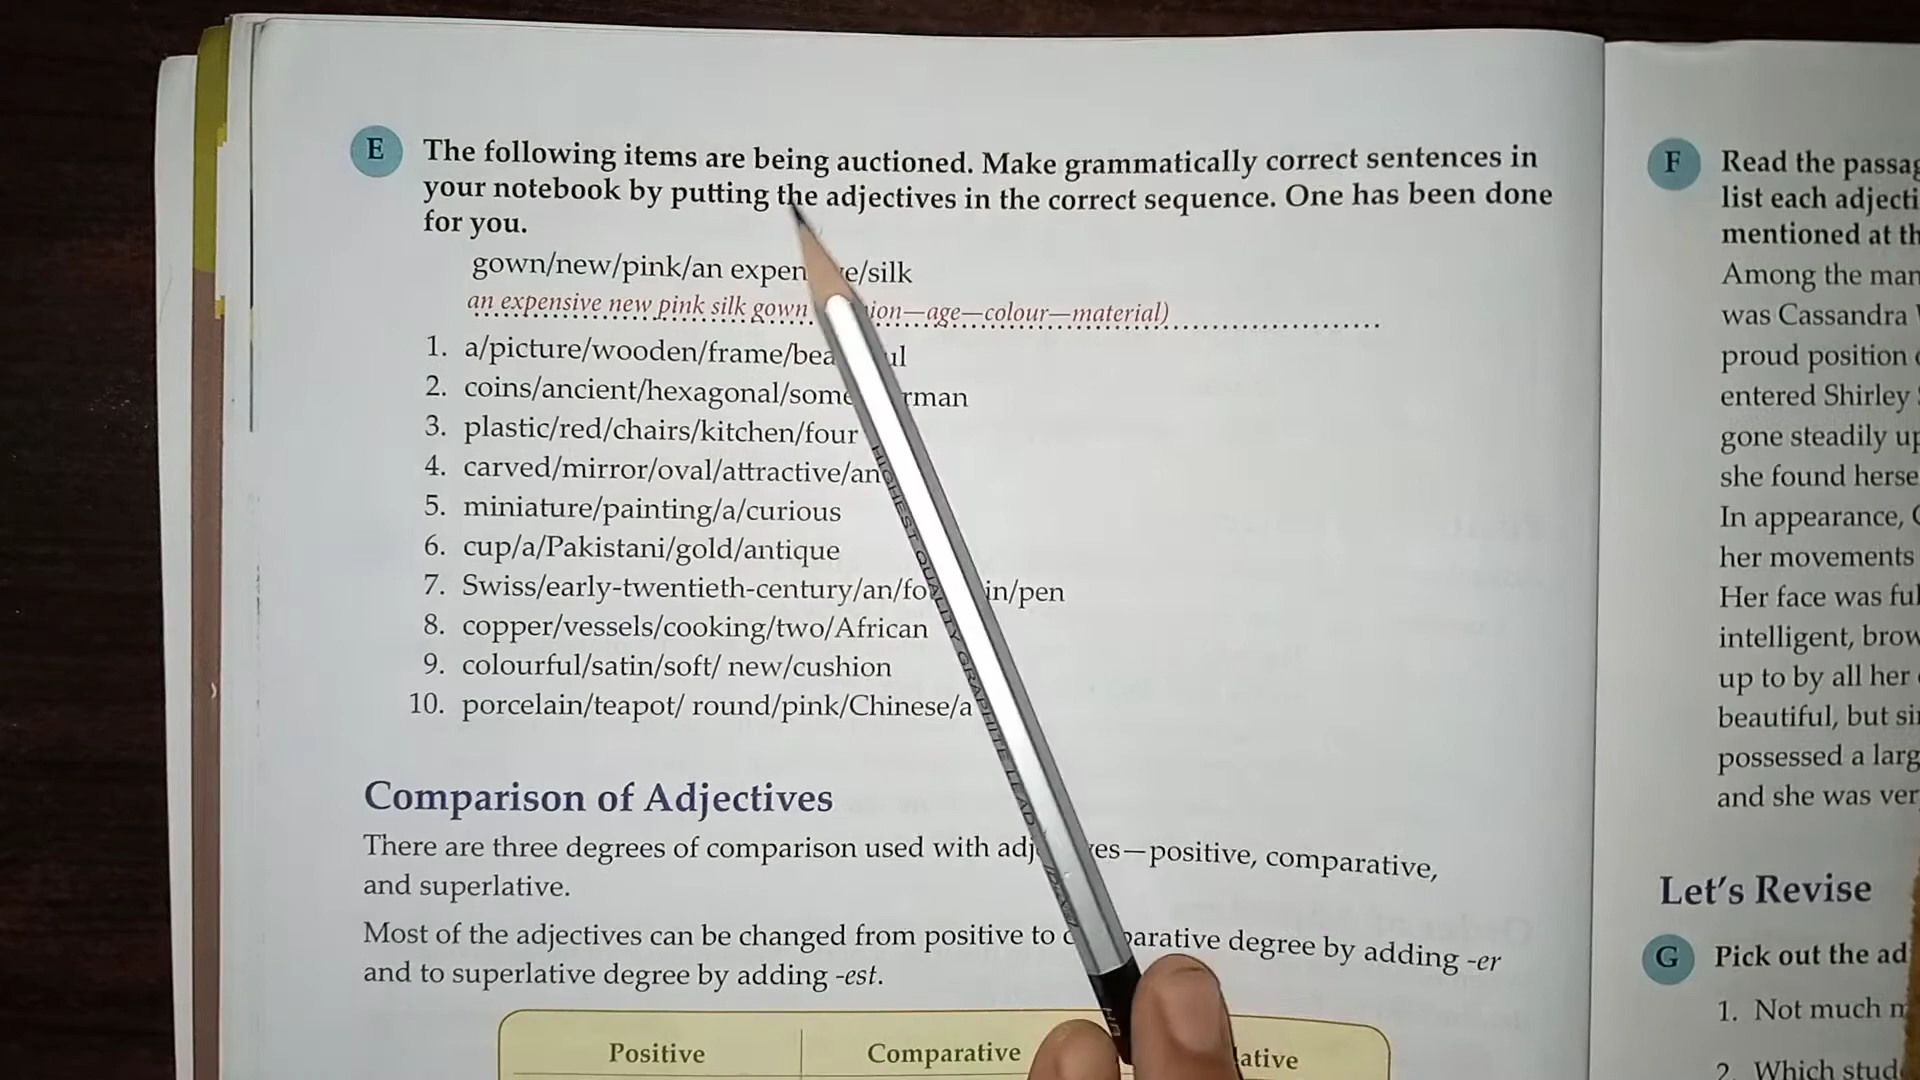 E The following items are being auctioned. Make grammatically correct sentences in
your notebook by putting the adjectives in the correct sequence. One has been done
for you.
gown/new/pink/an /silk
an expensive new pink silk gown —age—colour—material)
1. a/picture/wooden/frame/
2. coins/ancient/hexagonal/
3. plastic/red/chairs/kitchen/four
4. carved/mirror/oval/attractive/an
5. miniature/painting/a/curious
6. cup/a/Pakistani/gold/antique
7. Swiss/early-twentieth-century/an/ /pen
8. copper/vessels/cooking/two/African
9. colourful/satin/soft/ new/cushion
10. porcelain/teapot/ round/pink/Chinese/a
Comparison of Adjectives
There are three degrees of comparison used with —positive, comparative,
and superlative.
Most of the adjectives can be changed from positive to degree by adding -er
and to superlative degree by adding -est.
Positive Comparative
HIGHEST QUALITY GRAPHITE LEAD
F Read the
list each
mentioned at
Among the
was Cassandra
proud position
entered Shirley
gone steadily
she found
In appearance,
her movements
Her face was
intelligent,
up to by all her
beautiful, but
possessed a
and she was
Let's Revise
G Pick out the
1. Not much
2. Which